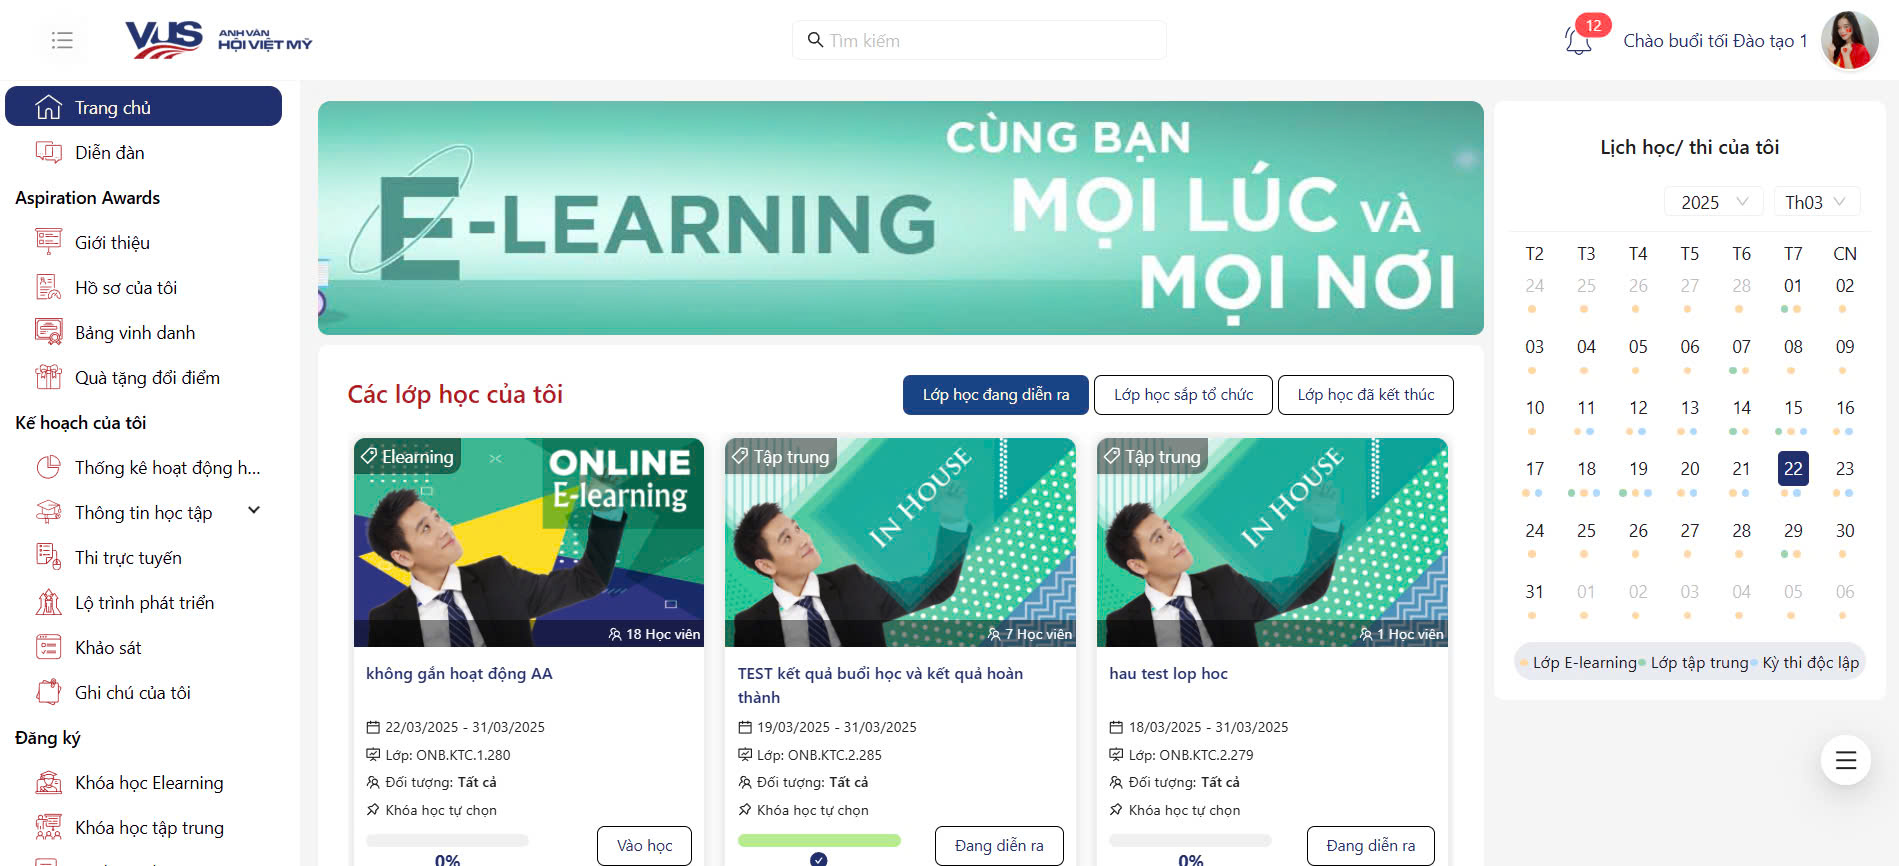 VUS ANH VĂN
HỘI VIỆT MỸ
Tìm kiếm
12
Chào buổi tối Đào tạo 1
Trang chủ
Diễn đàn
Aspiration Awards
Giới thiệu
Hồ sơ của tôi
Bảng vinh danh
Quà tặng đổi điểm
Kế hoạch của tôi
Thống kê hoạt động h...
Thông tin học tập
Thi trực tuyến
Lộ trình phát triển
Khảo sát
Ghi chú của tôi
Đăng ký
Khóa học Elearning
Khóa học tập trung
E-LEARNING
CÙNG BẠN
MỌI LÚC VÀ
MỌI NƠI
Các lớp học của tôi
Lớp học đang diễn ra
Lớp học sắp tổ chức
Lớp học đã kết thúc
Elearning
ONLINE
E-learning
18 Học viên
không gắn hoạt động AA
22/03/2025 - 31/03/2025
Lớp: ONB.KTC.1.280
Đối tượng: Tất cả
Khóa học tự chọn
0%
Vào học
Tập trung
IN HOUSE
7 Học viên
TEST kết quả buổi học và kết quả hoàn
thành
19/03/2025 - 31/03/2025
Lớp: ONB.KTC.2.285
Đối tượng: Tất cả
Khóa học tự chọn
Đang diễn ra
Tập trung
IN HOUSE
1 Học viên
hau test lop hoc
18/03/2025 - 31/03/2025
Lớp: ONB.KTC.2.279
Đối tượng: Tất cả
Khóa học tự chọn
0%
Đang diễn ra
Lịch học/ thi của tôi
2025 Th03
T2 T3 T4 T5 T6 T7 CN
24 25 26 27 28 01 02
03 04 05 06 07 08 09
10 11 12 13 14 15 16
17 18 19 20 21 22 23
24 25 26 27 28 29 30
31 01 02 03 04 05 06
Lớp E-learning Lớp tập trung Kỳ thi độc lập